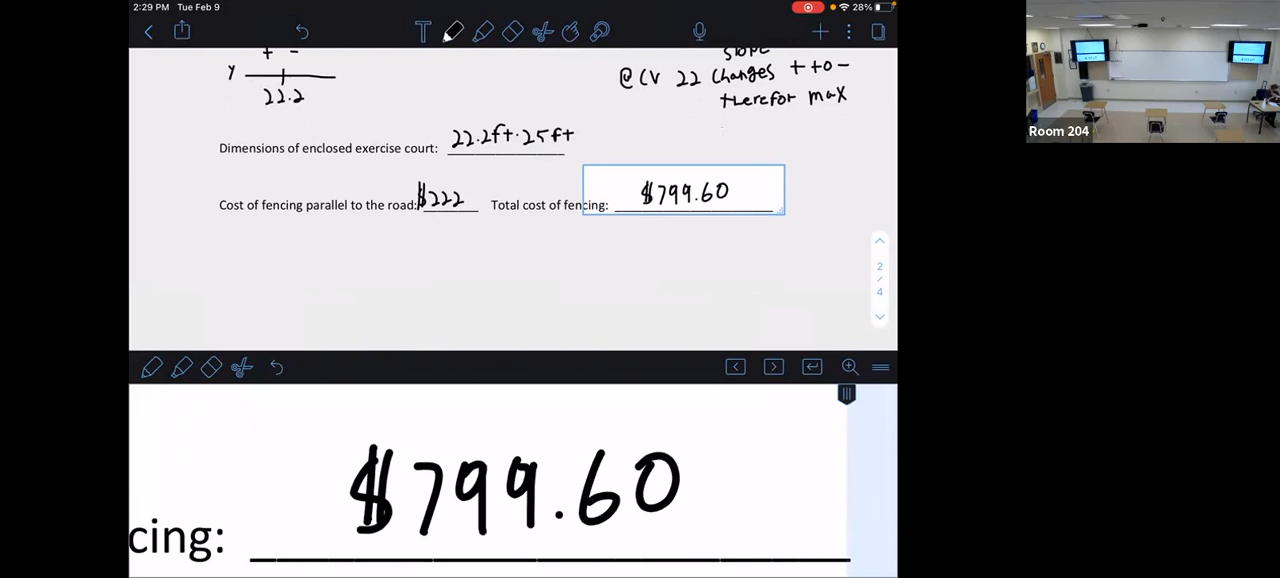 2:29 PM Tue Feb 9
28%
T
+ -
y
22.2
slope
@ CV 22 changes + to -
therefor max
Dimensions of enclosed exercise court: 22.2ft·25ft
Cost of fencing parallel to the road: $222 Total cost of fencing: $799.60
2
/
4
$799.60
cing:
Room 204